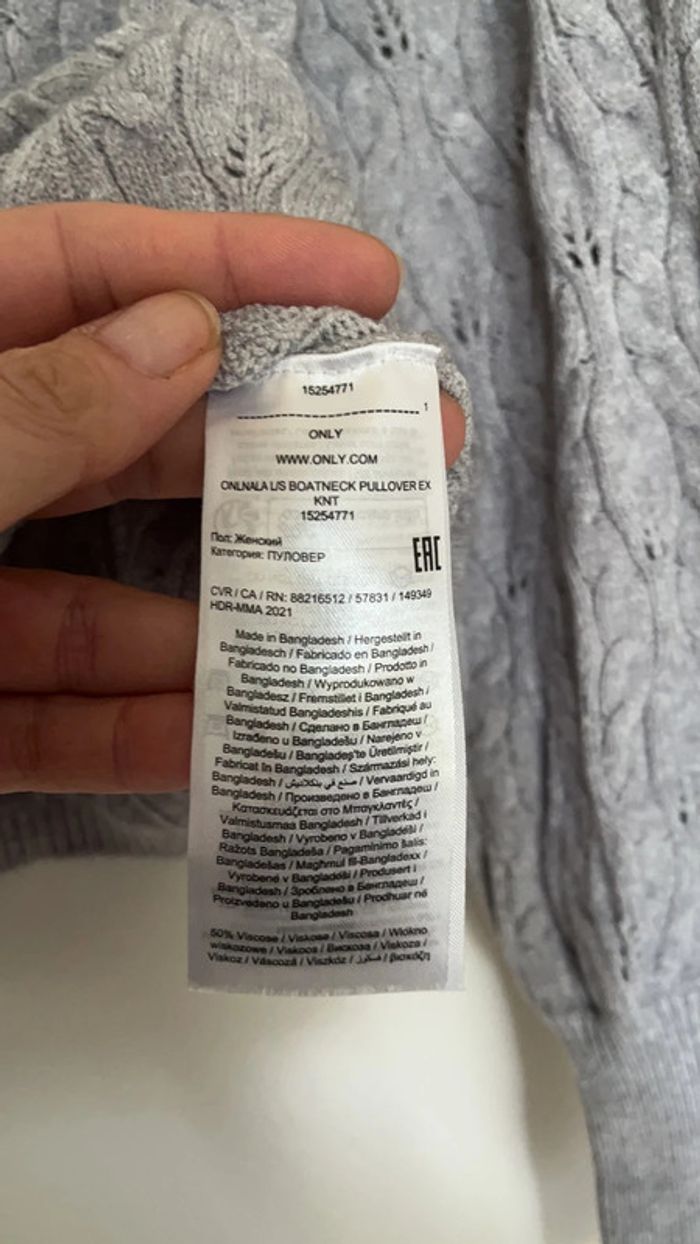 15254771
1
ONLY
WWW.ONLY.COM
ONLNALA L/S BOATNECK PULLOVER EX
KNT
15254771
Пол: Женский
Категория: ПУЛОВЕР
EAC
CVR / CA / RN: 88216512 / 57831 / 149349
HDR-MMA 2021
Made in Bangladesh / Hergestellt in
Bangladesch / Fabricado en Bangladesh /
Fabricado no Bangladesh / Prodotto in
Bangladesh / Wyprodukowano w
Bangladesz / Fremstillet i Bangladesh /
Valmistatud Bangladeshis / Fabriqué au
Bangladesh / Сделано в Бангладеш /
Izrađeno u Bangladešu / Narejeno v
Bangladešu / Bangladeş'te Üretilmiştir /
Fabricat în Bangladesh / Származási hely:
Bangladesh / صنع في بنكلاديش / Vervaardigd in
Bangladesh / Произведено в Бангладеш /
Κατασκευάζεται στο Μπαγκλαντές /
Valmistusmaa Bangladesh / Tillverkad i
Bangladesh / Vyrobeno v Bangladéši /
Ražots Bangladeša / Pagaminimo šalis:
Bangladešas / Magħmul fil-Bangladexx /
Vyrobené v Bangladéši / Produsert i
Bangladesh / Зроблено в Бангладеш /
Proizvedeno u Bangladešu / Prodhuar në
Bangladesh
50% Viscose / Viskose / Viscosa / Włókno
wiskozowe / Viskoos / Вискоза / Viskoza /
Viskoz / Vâscoză / Viszkóz / فسكوز / βισκόζη